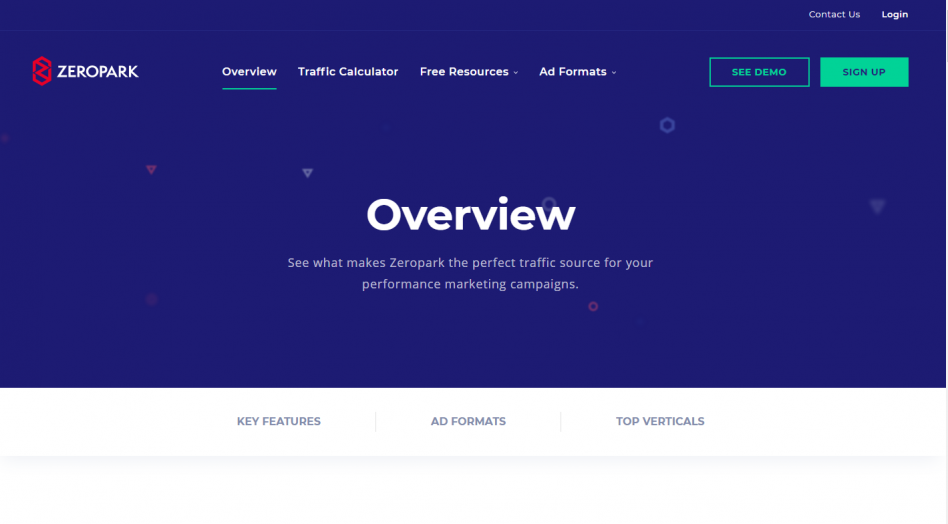 Contact Us Login
ZEROPARK Overview Traffic Calculator Free Resources Ad Formats SEE DEMO SIGN UP
Overview
See what makes Zeropark the perfect traffic source for your
performance marketing campaigns.
KEY FEATURES AD FORMATS TOP VERTICALS